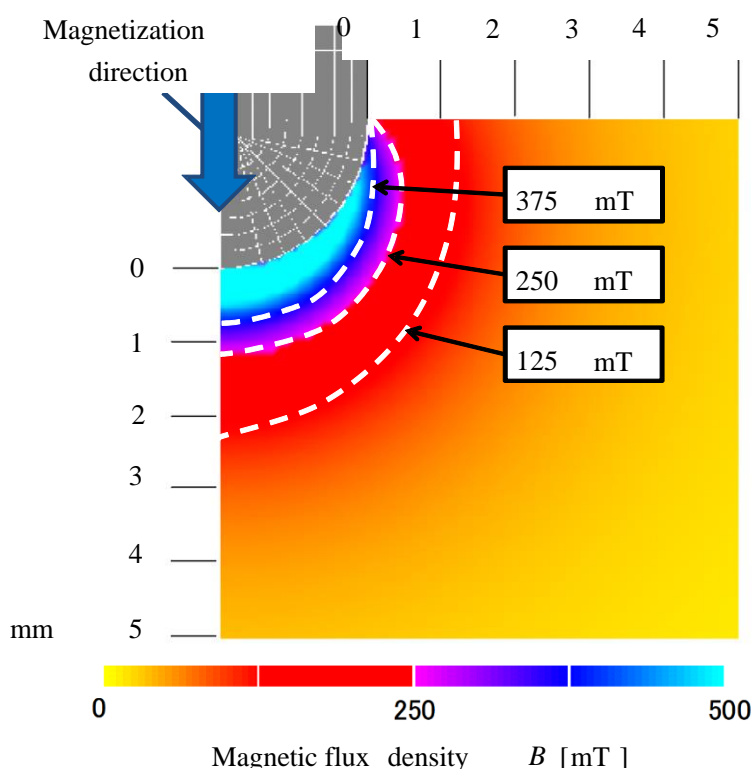 Magnetization
direction
0 1 2 3 4 5
375 mT
250 mT
125 mT
0
1
2
3
4
5
mm
0 250 500
Magnetic flux density B [mT]